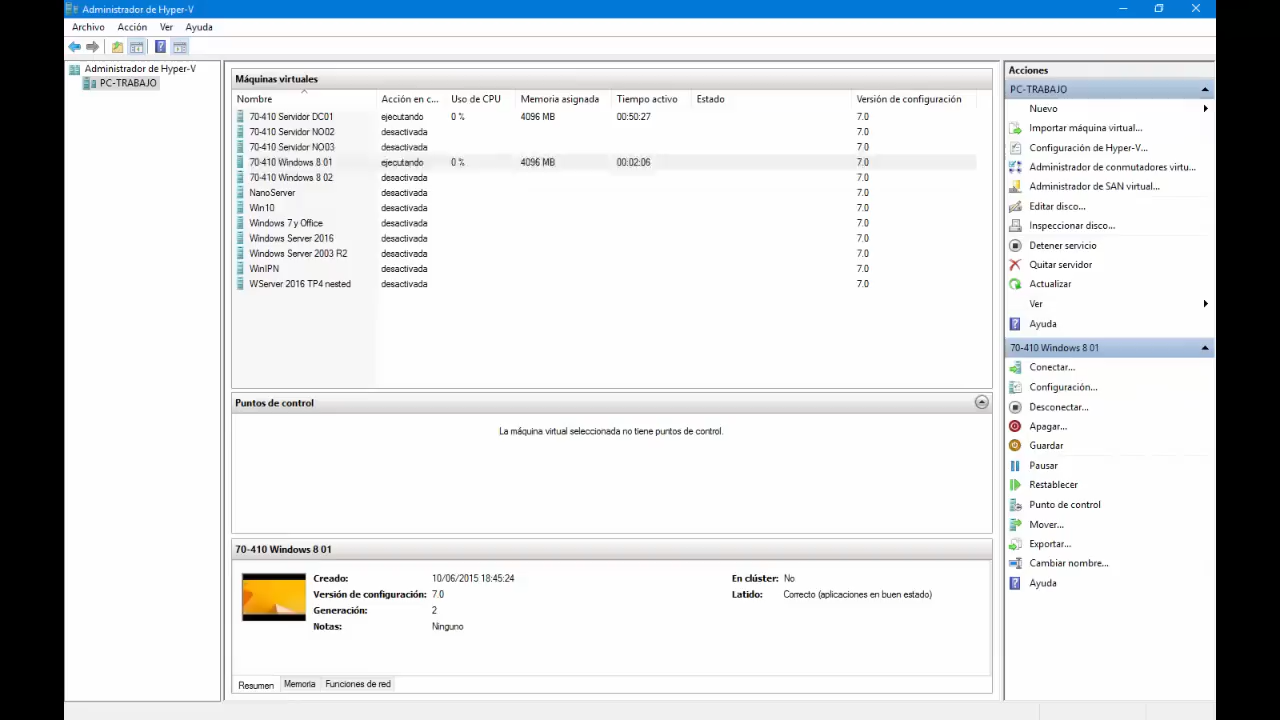 Administrador de Hyper-V
Archivo Acción Ver Ayuda
Administrador de Hyper-V
PC-TRABAJO
Máquinas virtuales
Nombre Acción en c... Uso de CPU Memoria asignada Tiempo activo Estado Versión de configuración
70-410 Servidor DC01 ejecutando 0 % 4096 MB 00:50:27 7.0
70-410 Servidor NO02 desactivada 7.0
70-410 Servidor NO03 desactivada 7.0
70-410 Windows 8 01 ejecutando 0 % 4096 MB 00:02:06 7.0
70-410 Windows 8 02 desactivada 7.0
NanoServer desactivada 7.0
Win10 desactivada 7.0
Windows 7 y Office desactivada 7.0
Windows Server 2016 desactivada 7.0
Windows Server 2003 R2 desactivada 7.0
WinIPN desactivada 7.0
WServer 2016 TP4 nested desactivada 7.0
Puntos de control
La máquina virtual seleccionada no tiene puntos de control.
70-410 Windows 8 01
Creado: 10/06/2015 18:45:24 En clúster: No
Versión de configuración: 7.0 Latido: Correcto (aplicaciones en buen estado)
Generación: 2
Notas: Ninguno
Resumen Memoria Funciones de red
Acciones
PC-TRABAJO
Nuevo
Importar máquina virtual...
Configuración de Hyper-V...
Administrador de conmutadores virtu...
Administrador de SAN virtual...
Editar disco...
Inspeccionar disco...
Detener servicio
Quitar servidor
Actualizar
Ver
Ayuda
70-410 Windows 8 01
Conectar...
Configuración...
Desconectar...
Apagar...
Guardar
Pausar
Restablecer
Punto de control
Mover...
Exportar...
Cambiar nombre...
Ayuda